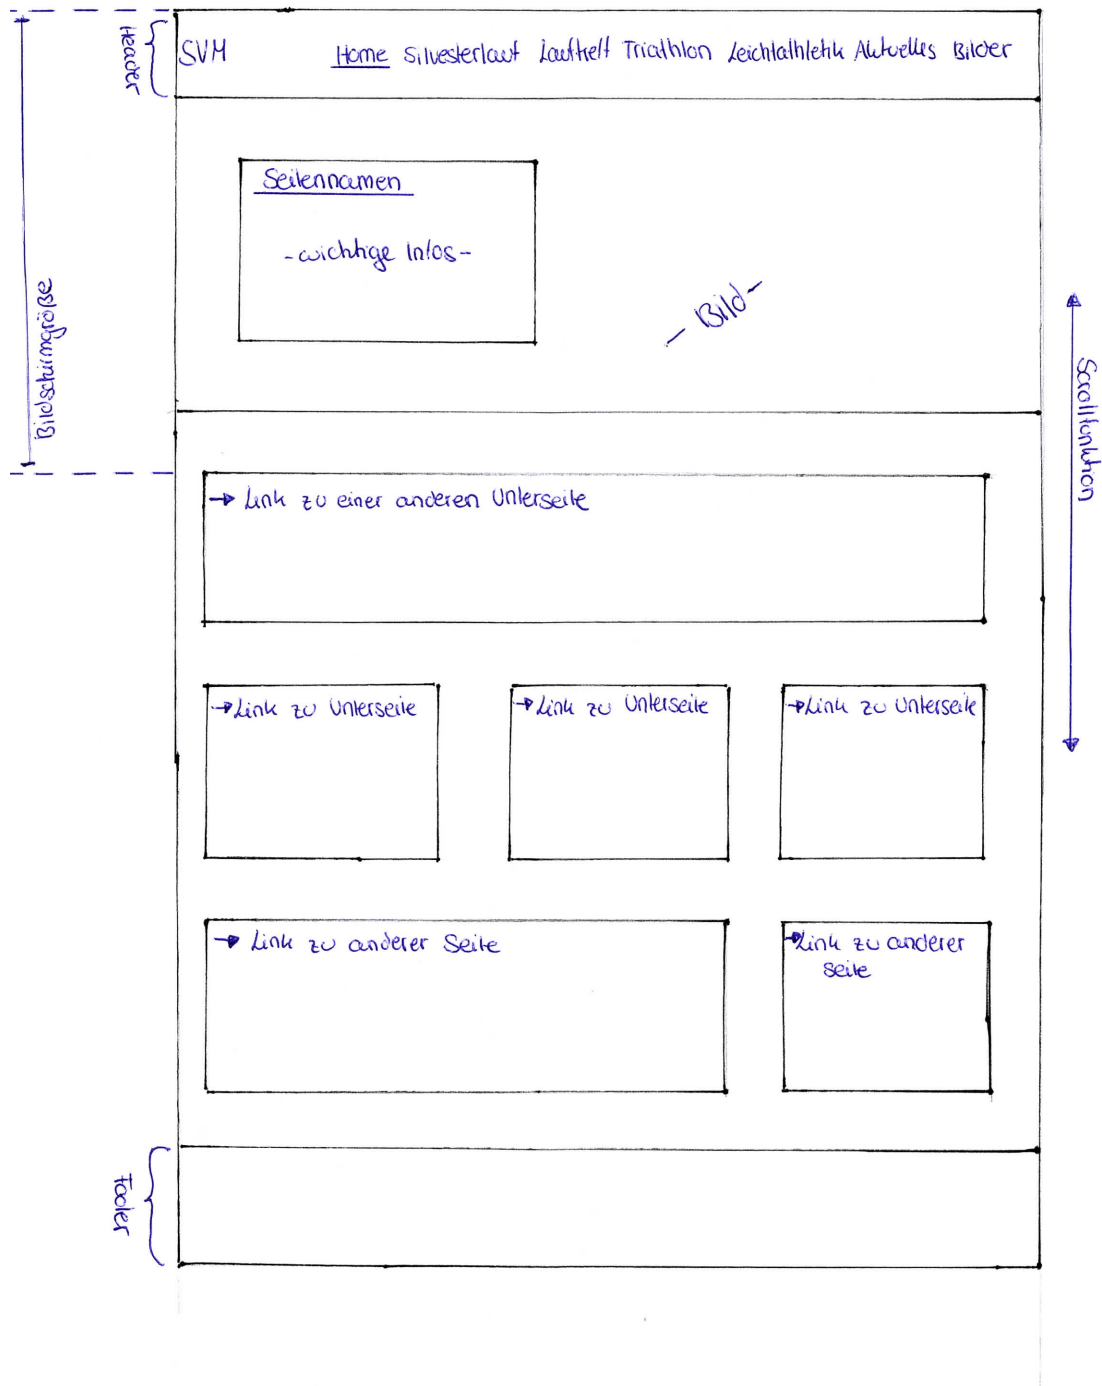 Header
SVM Home Silvesterlauf Lauftreff Triathlon Leichtathletik Aktuelles Bilder
Seitennamen
-wichtige Infos-
- Bild -
Bildschirmgröße
Scrollfunktion
→ Link zu einer anderen Unterseite
→ Link zu Unterseite
→ Link zu Unterseite
→ Link zu Unterseite
→ Link zu anderer Seite
→ Link zu anderer
Seite
Footer